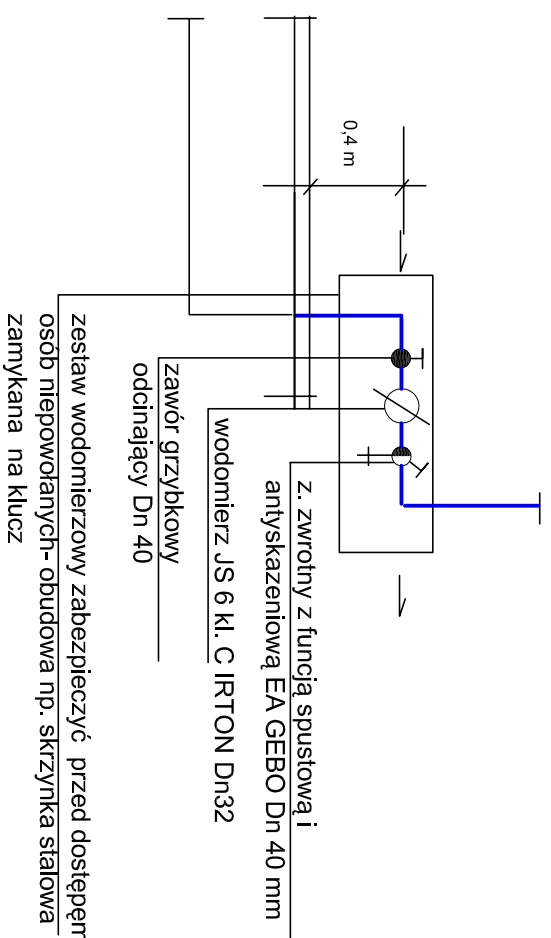 0,4 m
z. zwrotny z funcją spustową i
antyskazeniową EA GEBO Dn 40 mm
wodomierz JS 6 kl. C IRTON Dn32
zawór grzybkowy
odcinający Dn 40
zestaw wodomierzowy zabezpieczyć przed dostępem
osób niepowołanych- obudowa np. skrzynka stalowa
zamykana na klucz